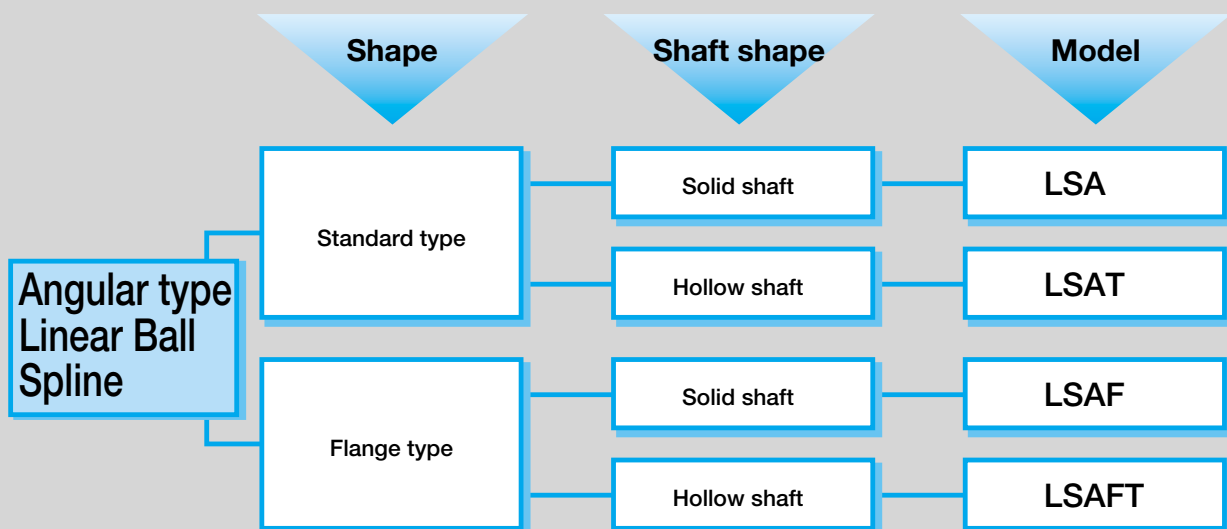 Shape
Shaft shape
Model
Angular type
Linear Ball
Spline
Standard type
Solid shaft
LSA
Hollow shaft
LSAT
Flange type
Solid shaft
LSAF
Hollow shaft
LSAFT